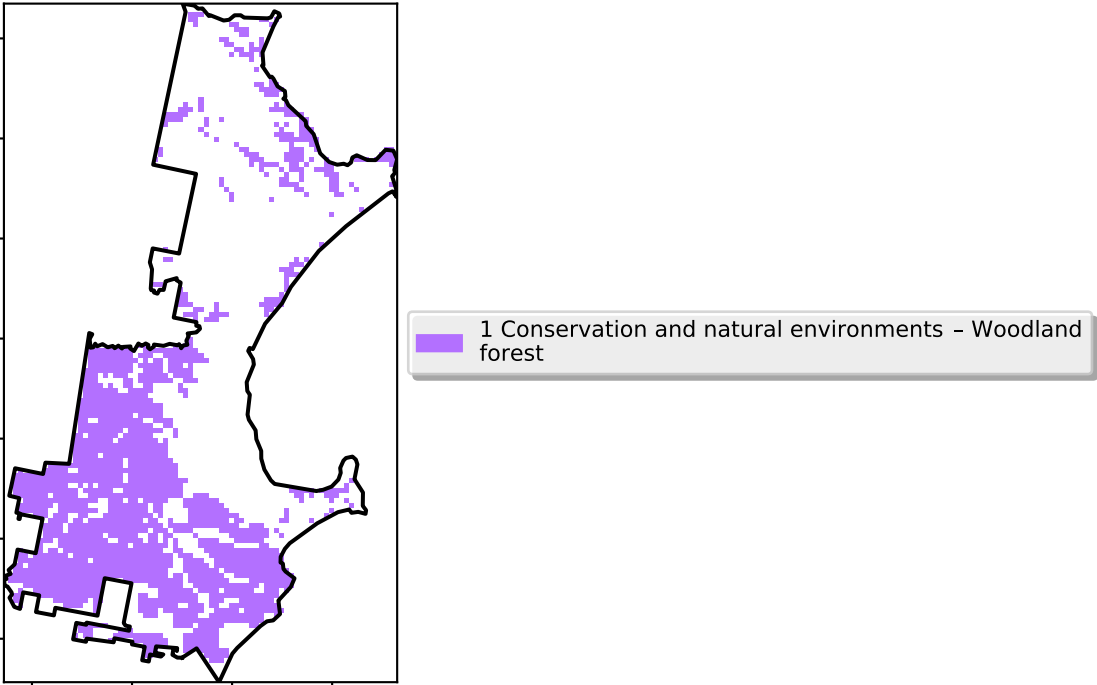 1 Conservation and natural environments – Woodland
forest